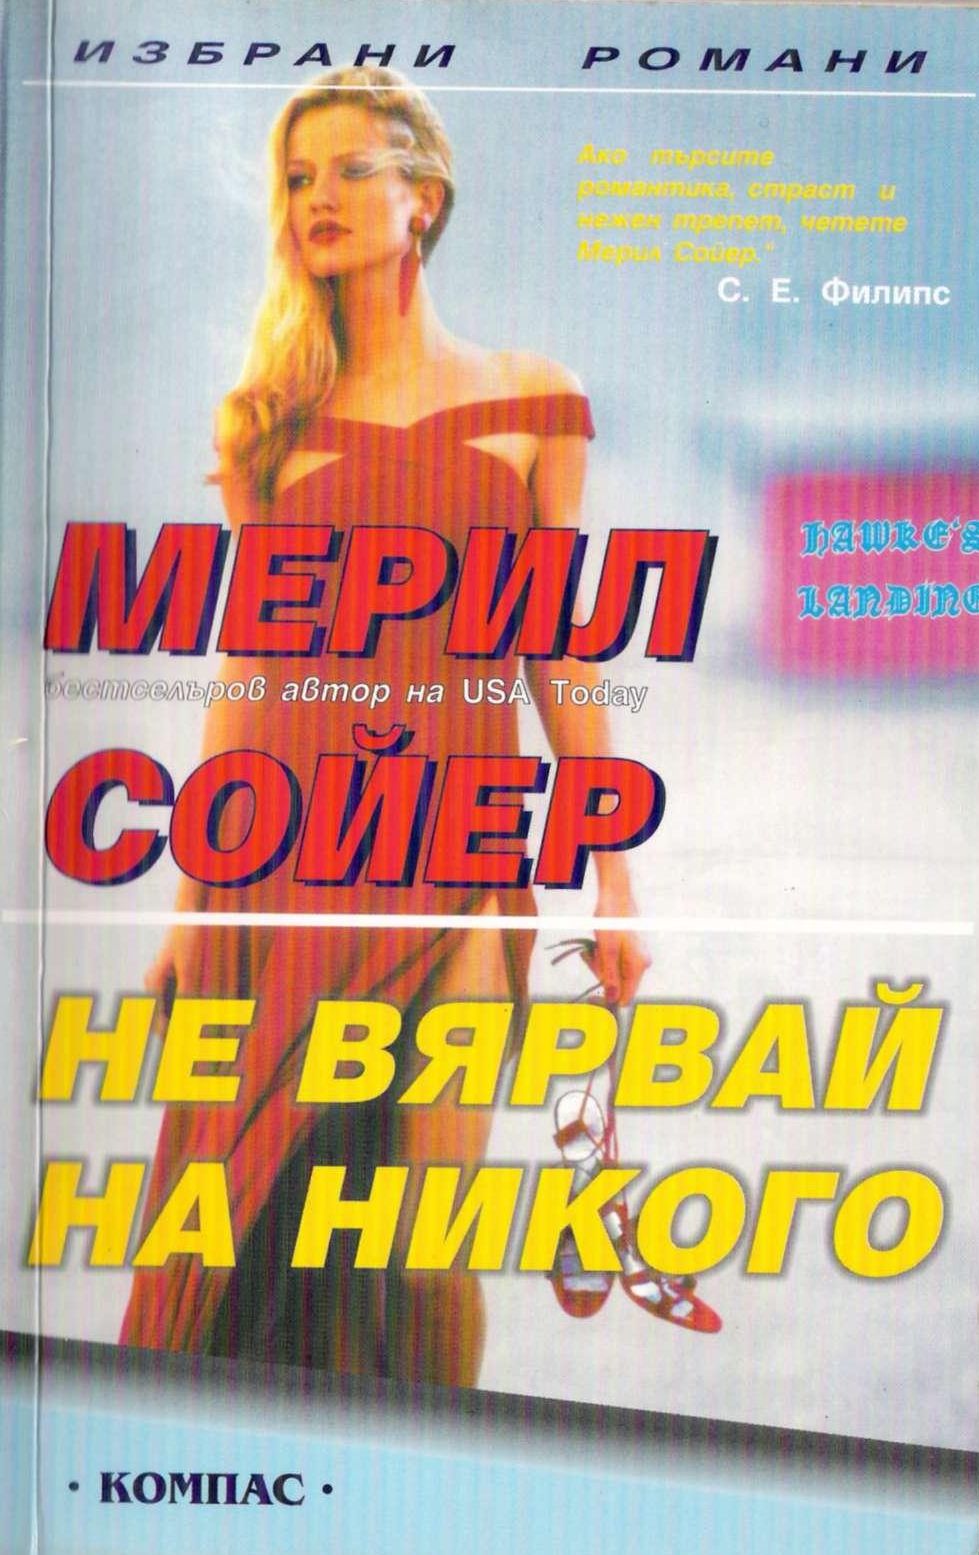 ИЗБРАНИ РОМАНИ
Ако търсите
романтика, страст и
нежен трепет, четете
Мерил Сойер."
С. Е. Филипс
HAWKE'S
LANDING
МЕРИЛ
бестселъров автор на USA Today
СОЙЕР
НЕ ВЯРВАЙ
НА НИКОГО
· КОМПАС ·